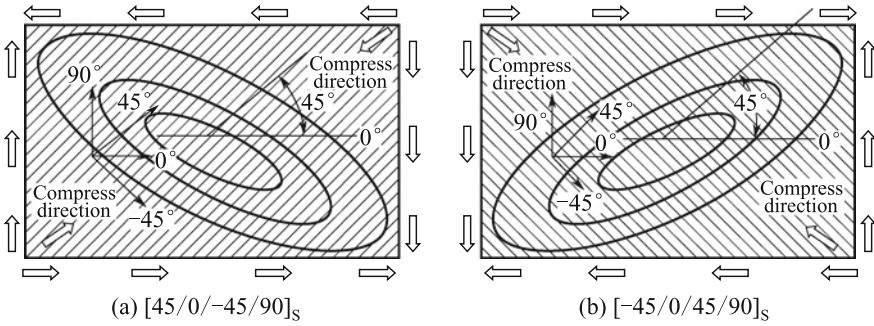 Compress
direction
90°
45°
45°
0°
0°
Compress
direction
−45°
(a) [45/0/−45/90]S
Compress
direction
45°
45°
90°
0°
0°
−45°
Compress
direction
(b) [−45/0/45/90]S